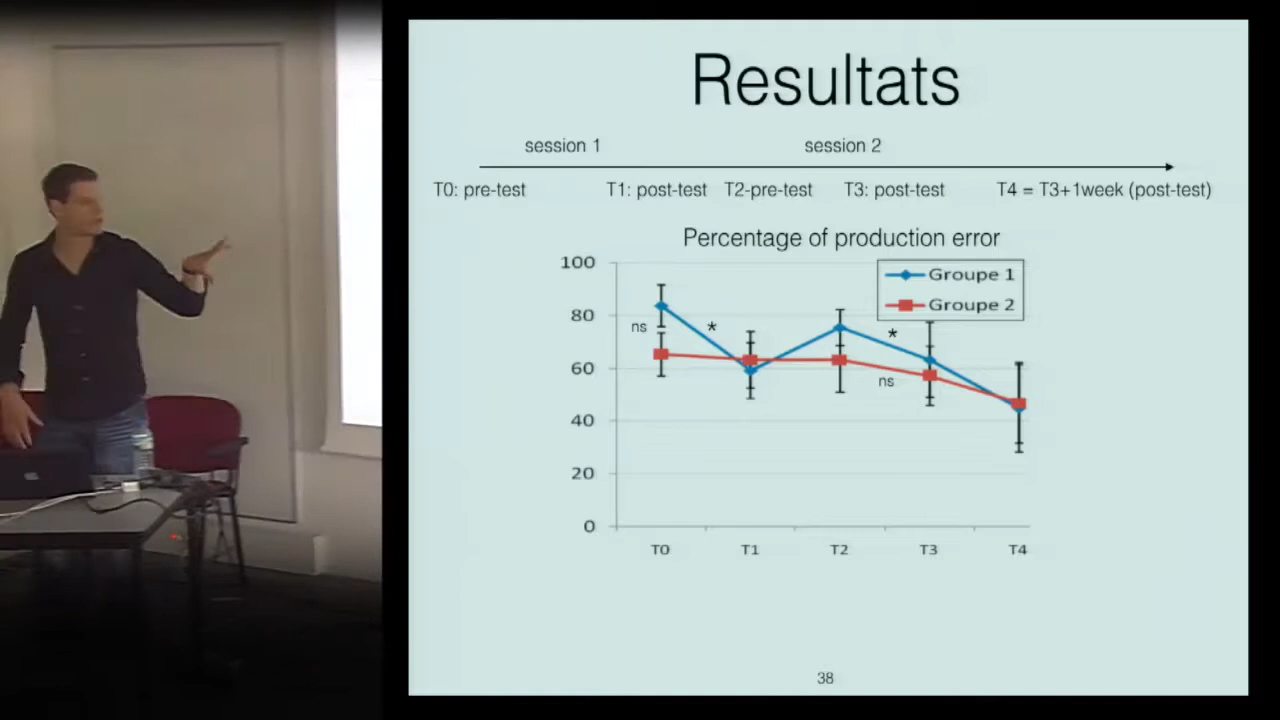 Resultats
session 1 session 2
T0: pre-test T1: post-test T2-pre-test T3: post-test T4 = T3+1week (post-test)
Percentage of production error
100
80
60
40
20
0
Groupe 1
Groupe 2
ns
*
*
ns
T0 T1 T2 T3 T4
38